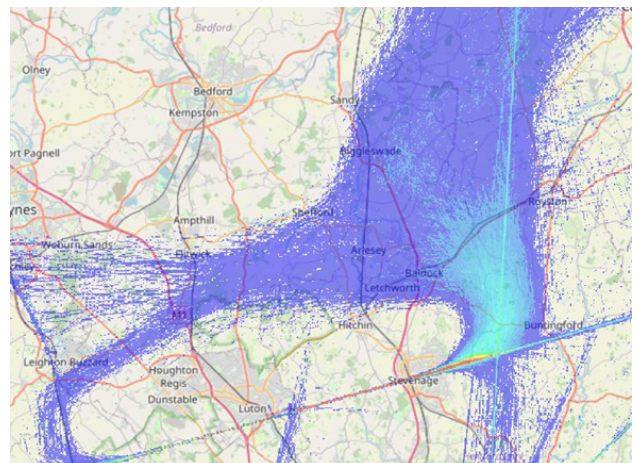 Bedford
Olney
Bedford
Kempston
Sandy
Biggleswade
ort Pagnell
ynes
Royston
Ampthill
Shefford
Woburn Sands
Flitwick
Arlesey
Baldock
Letchworth
M1
Hitchin
Buntingford
Leighton Buzzard
Houghton
Regis
Stevenage
Dunstable
Luton